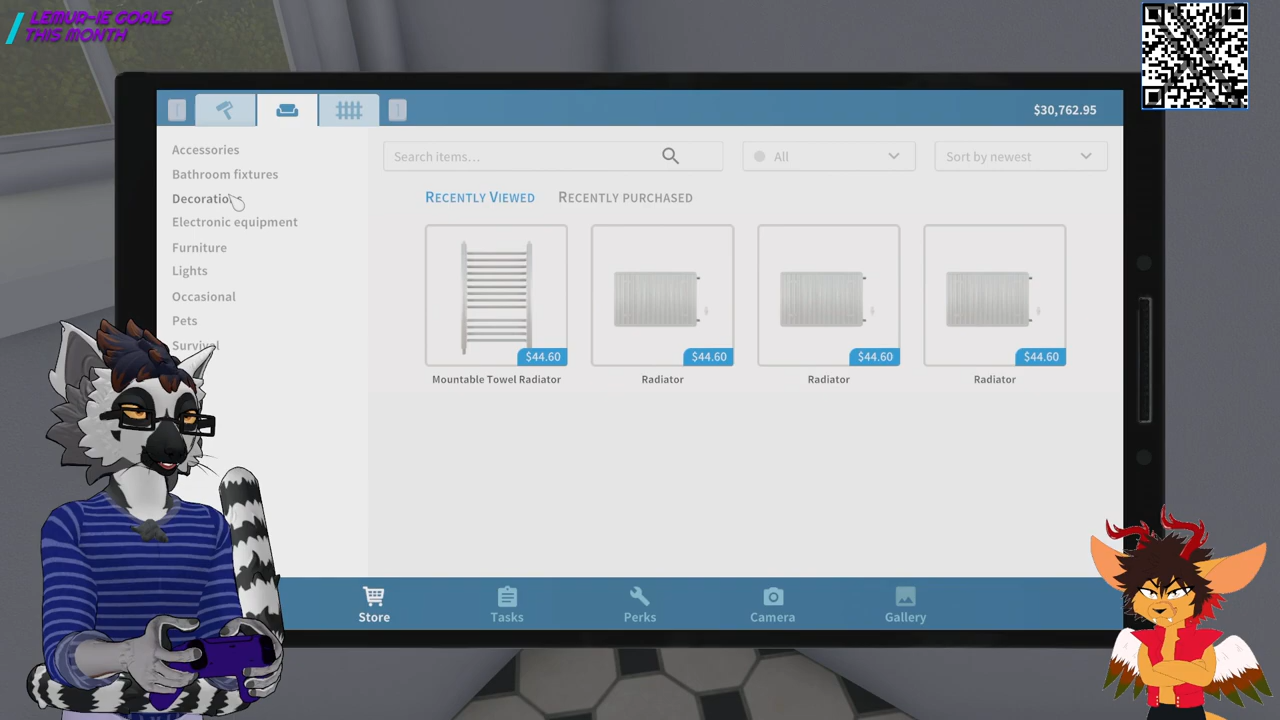 LEMUR-IE GOALS
THIS MONTH
$30,762.95
Accessories
Bathroom fixtures
Decorations
Electronic equipment
Furniture
Lights
Occasional
Pets
Survival
Search items...
All
Sort by newest
RECENTLY VIEWED
RECENTLY PURCHASED
$44.60
Mountable Towel Radiator
$44.60
Radiator
$44.60
Radiator
$44.60
Radiator
Store
Tasks
Perks
Camera
Gallery